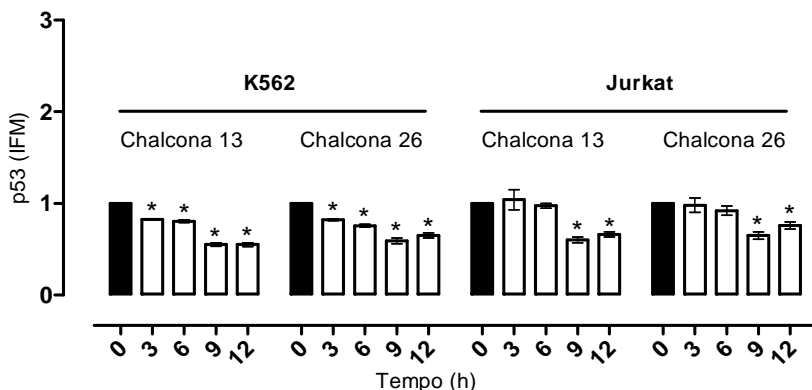 3
2
1
0
p53 (IFM)
K562
Jurkat
Chalcona 13
Chalcona 26
Chalcona 13
Chalcona 26
* * * *
* * * *
* *
* *
0 3 6 9 12
0 3 6 9 12
0 3 6 9 12
0 3 6 9 12
Tempo (h)